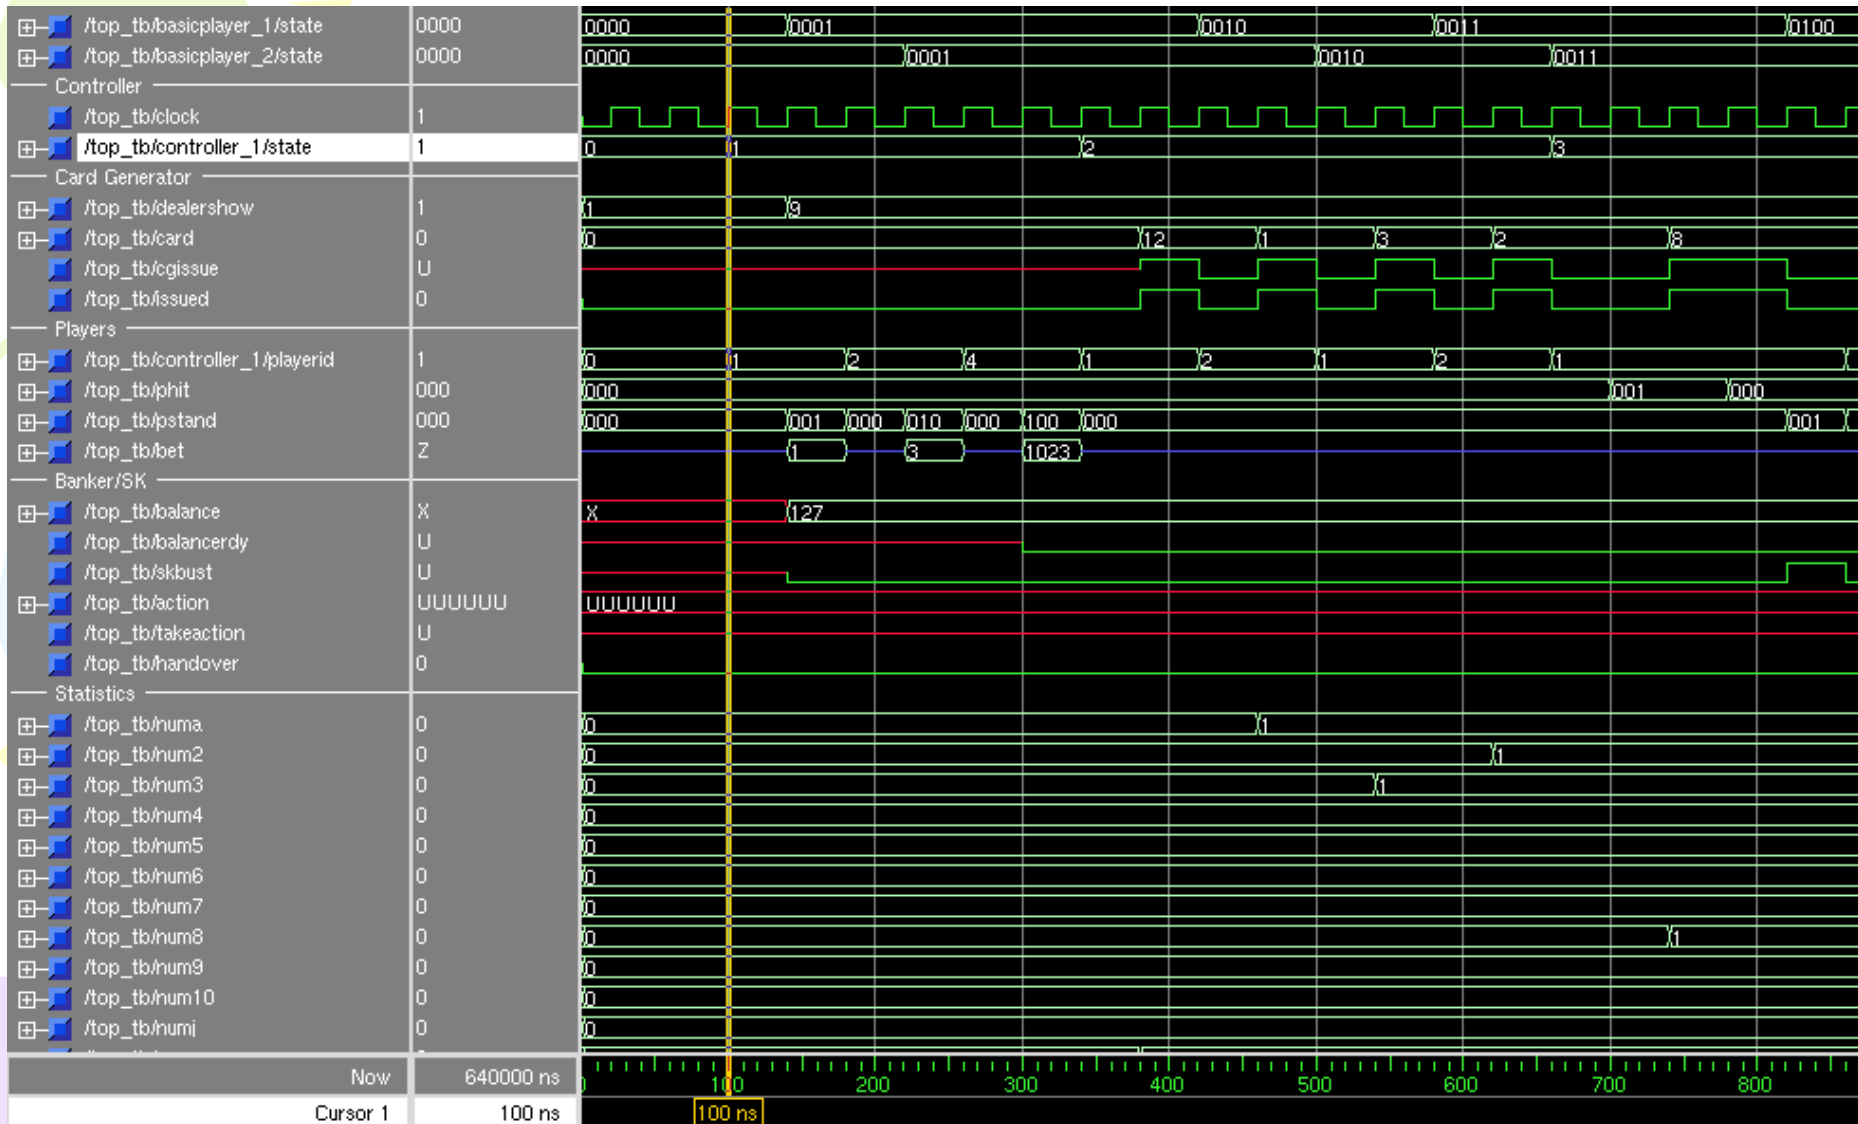 /top_tb/basicplayer_1/state 0000 0000 0001 0010 0011 0100
/top_tb/basicplayer_2/state 0000 0000 0001 0010 0011
Controller
/top_tb/clock 1
/top_tb/controller_1/state 1 0 1 2 3
Card Generator
/top_tb/dealershow 1 1 9
/top_tb/card 0 0 12 1 3 2 8
/top_tb/cgissue U
/top_tb/issued 0
Players
/top_tb/controller_1/playerid 1 0 1 2 4 1 2 1 2 1
/top_tb/phit 000 000 001 000
/top_tb/pstand 000 000 001 000 010 000 100 000 001
/top_tb/bet Z 1 3 1023
Banker/SK
/top_tb/balance X X 127
/top_tb/balancerdy U
/top_tb/skbust U
/top_tb/action UUUUUU UUUUUU
/top_tb/takeaction U
/top_tb/handover 0
Statistics
/top_tb/numa 0 0 1
/top_tb/num2 0 0 1
/top_tb/num3 0 0 1
/top_tb/num4 0 0
/top_tb/num5 0 0
/top_tb/num6 0 0
/top_tb/num7 0 0
/top_tb/num8 0 0 1
/top_tb/num9 0 0
/top_tb/num10 0 0
/top_tb/numj 0 0
Now 640000 ns 0 100 200 300 400 500 600 700 800
Cursor 1 100 ns 100 ns